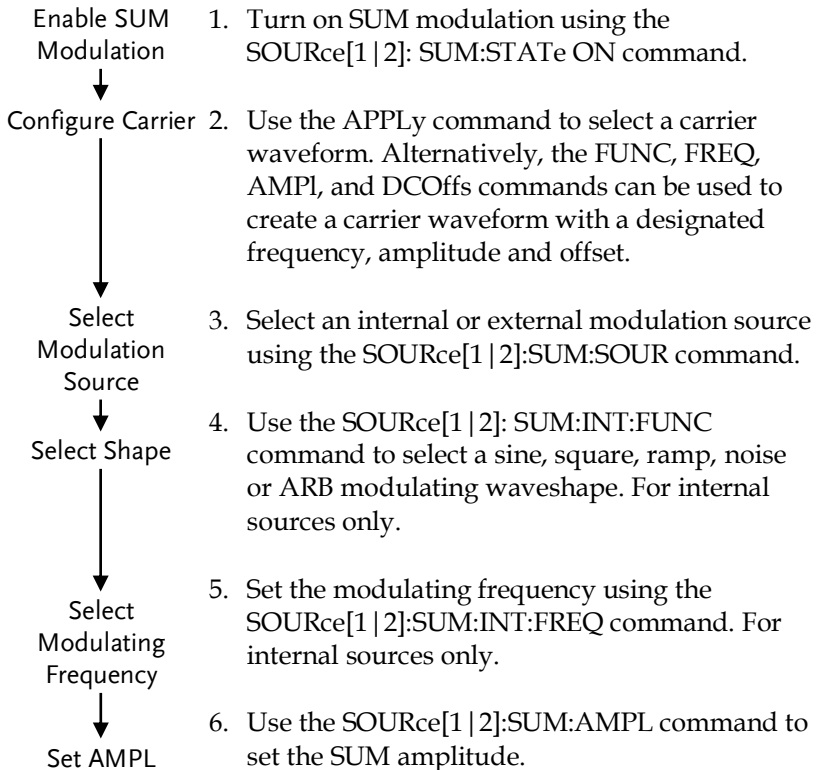 Enable SUM
Modulation
1. Turn on SUM modulation using the
SOURce[1|2]: SUM:STATe ON command.
Configure Carrier
2. Use the APPLy command to select a carrier
waveform. Alternatively, the FUNC, FREQ,
AMPl, and DCOffs commands can be used to
create a carrier waveform with a designated
frequency, amplitude and offset.
Select
Modulation
Source
3. Select an internal or external modulation source
using the SOURce[1|2]:SUM:SOUR command.
Select Shape
4. Use the SOURce[1|2]: SUM:INT:FUNC
command to select a sine, square, ramp, noise
or ARB modulating waveshape. For internal
sources only.
Select
Modulating
Frequency
5. Set the modulating frequency using the
SOURce[1|2]:SUM:INT:FREQ command. For
internal sources only.
Set AMPL
6. Use the SOURce[1|2]:SUM:AMPL command to
set the SUM amplitude.